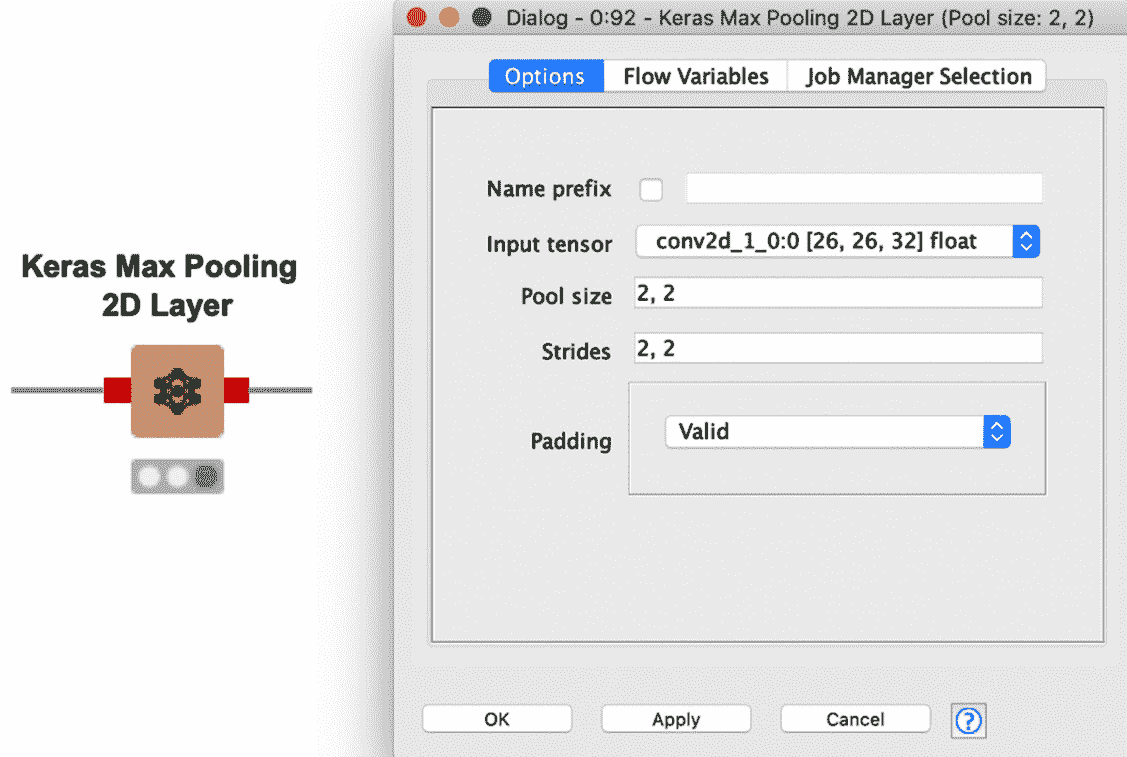 Dialog - 0:92 - Keras Max Pooling 2D Layer (Pool size: 2, 2)
Options Flow Variables Job Manager Selection
Name prefix
Input tensor conv2d_1_0:0 [26, 26, 32] float
Pool size 2, 2
Strides 2, 2
Padding Valid
OK Apply Cancel ?
Keras Max Pooling
2D Layer